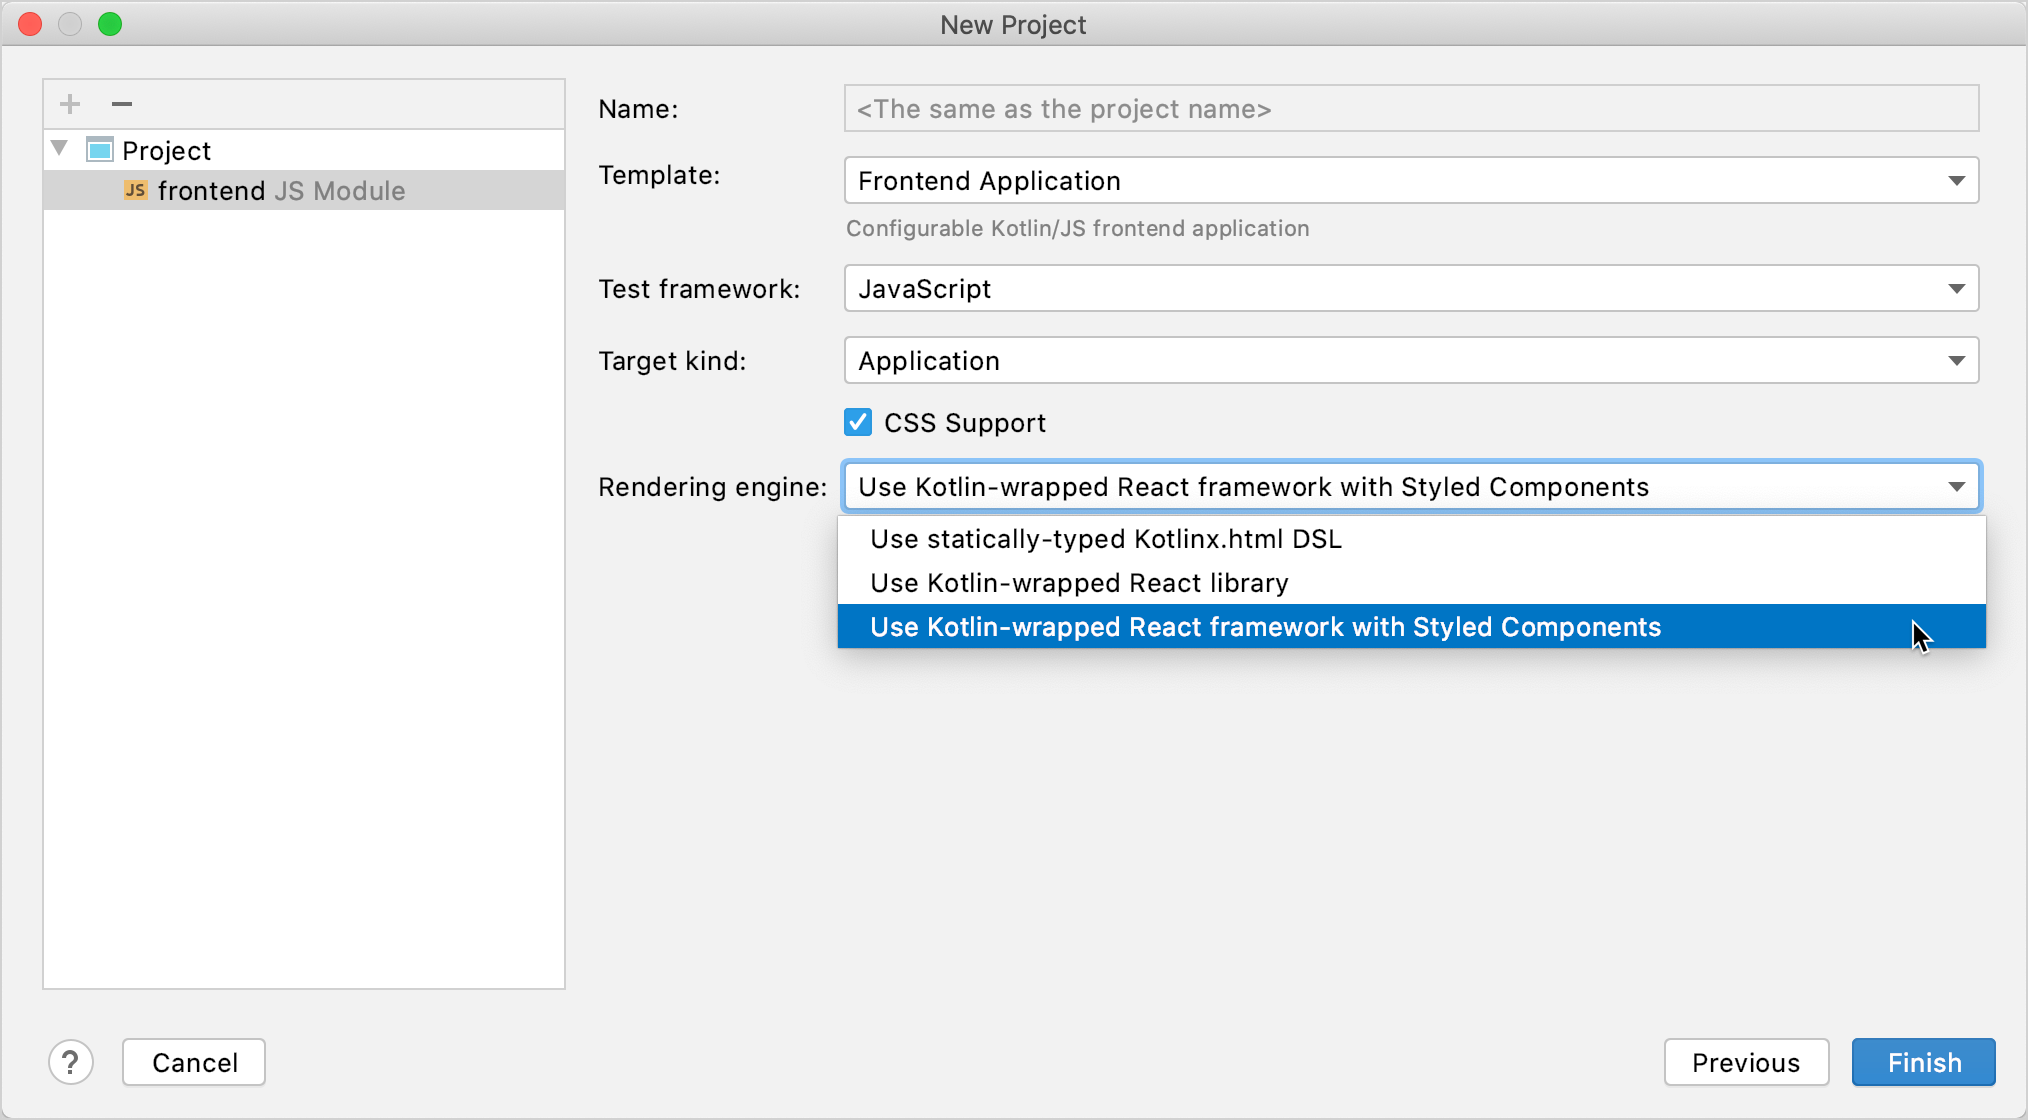 New Project
Project
JS frontend JS Module
Name: <The same as the project name>
Template: Frontend Application
Configurable Kotlin/JS frontend application
Test framework: JavaScript
Target kind: Application
CSS Support
Rendering engine: Use Kotlin-wrapped React framework with Styled Components
Use statically-typed Kotlinx.html DSL
Use Kotlin-wrapped React library
Use Kotlin-wrapped React framework with Styled Components
? Cancel Previous Finish